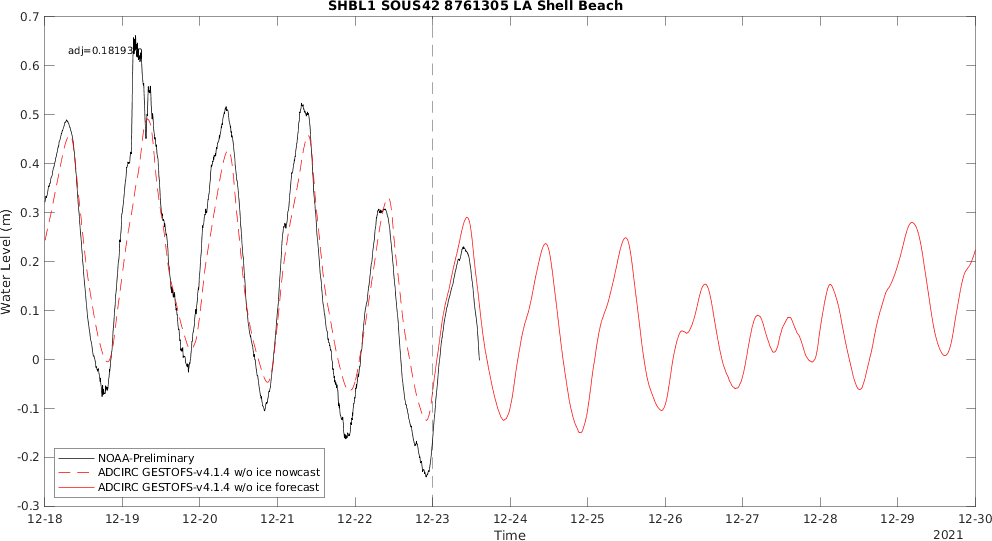 SHBL1 SOUS42 8761305 LA Shell Beach
0.7
adj=0.18193
0.6
0.5
0.4
0.3
0.2
0.1
0
-0.1
-0.2
-0.3
Water Level (m)
NOAA-Preliminary
ADCIRC GESTOFS-v4.1.4 w/o ice nowcast
ADCIRC GESTOFS-v4.1.4 w/o ice forecast
12-18 12-19 12-20 12-21 12-22 12-23 12-24 12-25 12-26 12-27 12-28 12-29 12-30
Time
2021